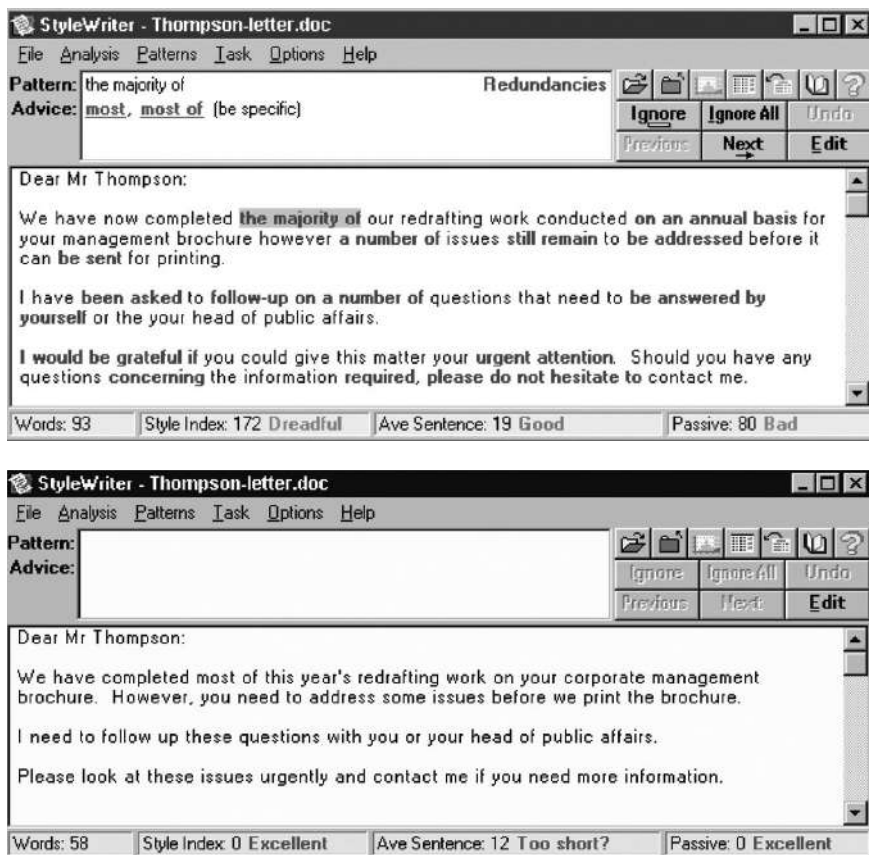 StyleWriter - Thompson-letter.doc
File Analysis Patterns Task Options Help
Pattern: the majority of Redundancies
Advice: most, most of (be specific)
Ignore Ignore All Undo
Previous Next Edit
Dear Mr Thompson:
We have now completed the majority of our redrafting work conducted on an annual basis for
your management brochure however a number of issues still remain to be addressed before it
can be sent for printing.
I have been asked to follow-up on a number of questions that need to be answered by
yourself or the your head of public affairs.
I would be grateful if you could give this matter your urgent attention. Should you have any
questions concerning the information required, please do not hesitate to contact me.
Words: 93 Style Index: 172 Dreadful Ave Sentence: 19 Good Passive: 80 Bad
StyleWriter - Thompson-letter.doc
File Analysis Patterns Task Options Help
Pattern:
Advice:
Ignore Ignore All Undo
Previous Next Edit
Dear Mr Thompson:
We have completed most of this year's redrafting work on your corporate management
brochure. However, you need to address some issues before we print the brochure.
I need to follow up these questions with you or your head of public affairs.
Please look at these issues urgently and contact me if you need more information.
Words: 58 Style Index: 0 Excellent Ave Sentence: 12 Too short? Passive: 0 Excellent